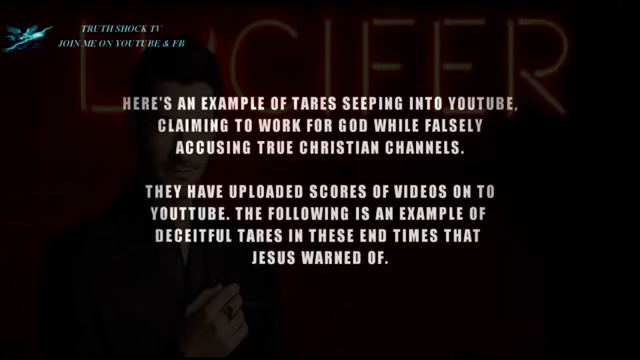 TRUTH SHOCK TV
JOIN ME ON YOUTUBE & FB
LUCIFER
HERE'S AN EXAMPLE OF TARES SEEPING INTO YOUTUBE,
CLAIMING TO WORK FOR GOD WHILE FALSELY
ACCUSING TRUE CHRISTIAN CHANNELS.
THEY HAVE UPLOADED SCORES OF VIDEOS ON TO
YOUTTUBE. THE FOLLOWING IS AN EXAMPLE OF
DECEITFUL TARES IN THESE END TIMES THAT
JESUS WARNED OF.